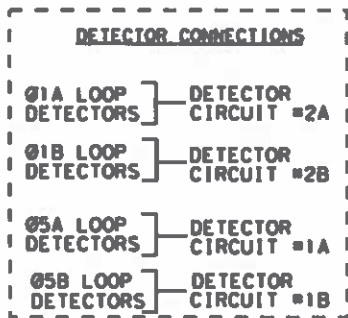 DETECTOR CONNECTIONS
Ø1A LOOP DETECTORS
DETECTOR CIRCUIT #2A
Ø1B LOOP DETECTORS
DETECTOR CIRCUIT #2B
Ø5A LOOP DETECTORS
DETECTOR CIRCUIT #1A
Ø5B LOOP DETECTORS
DETECTOR CIRCUIT #1B